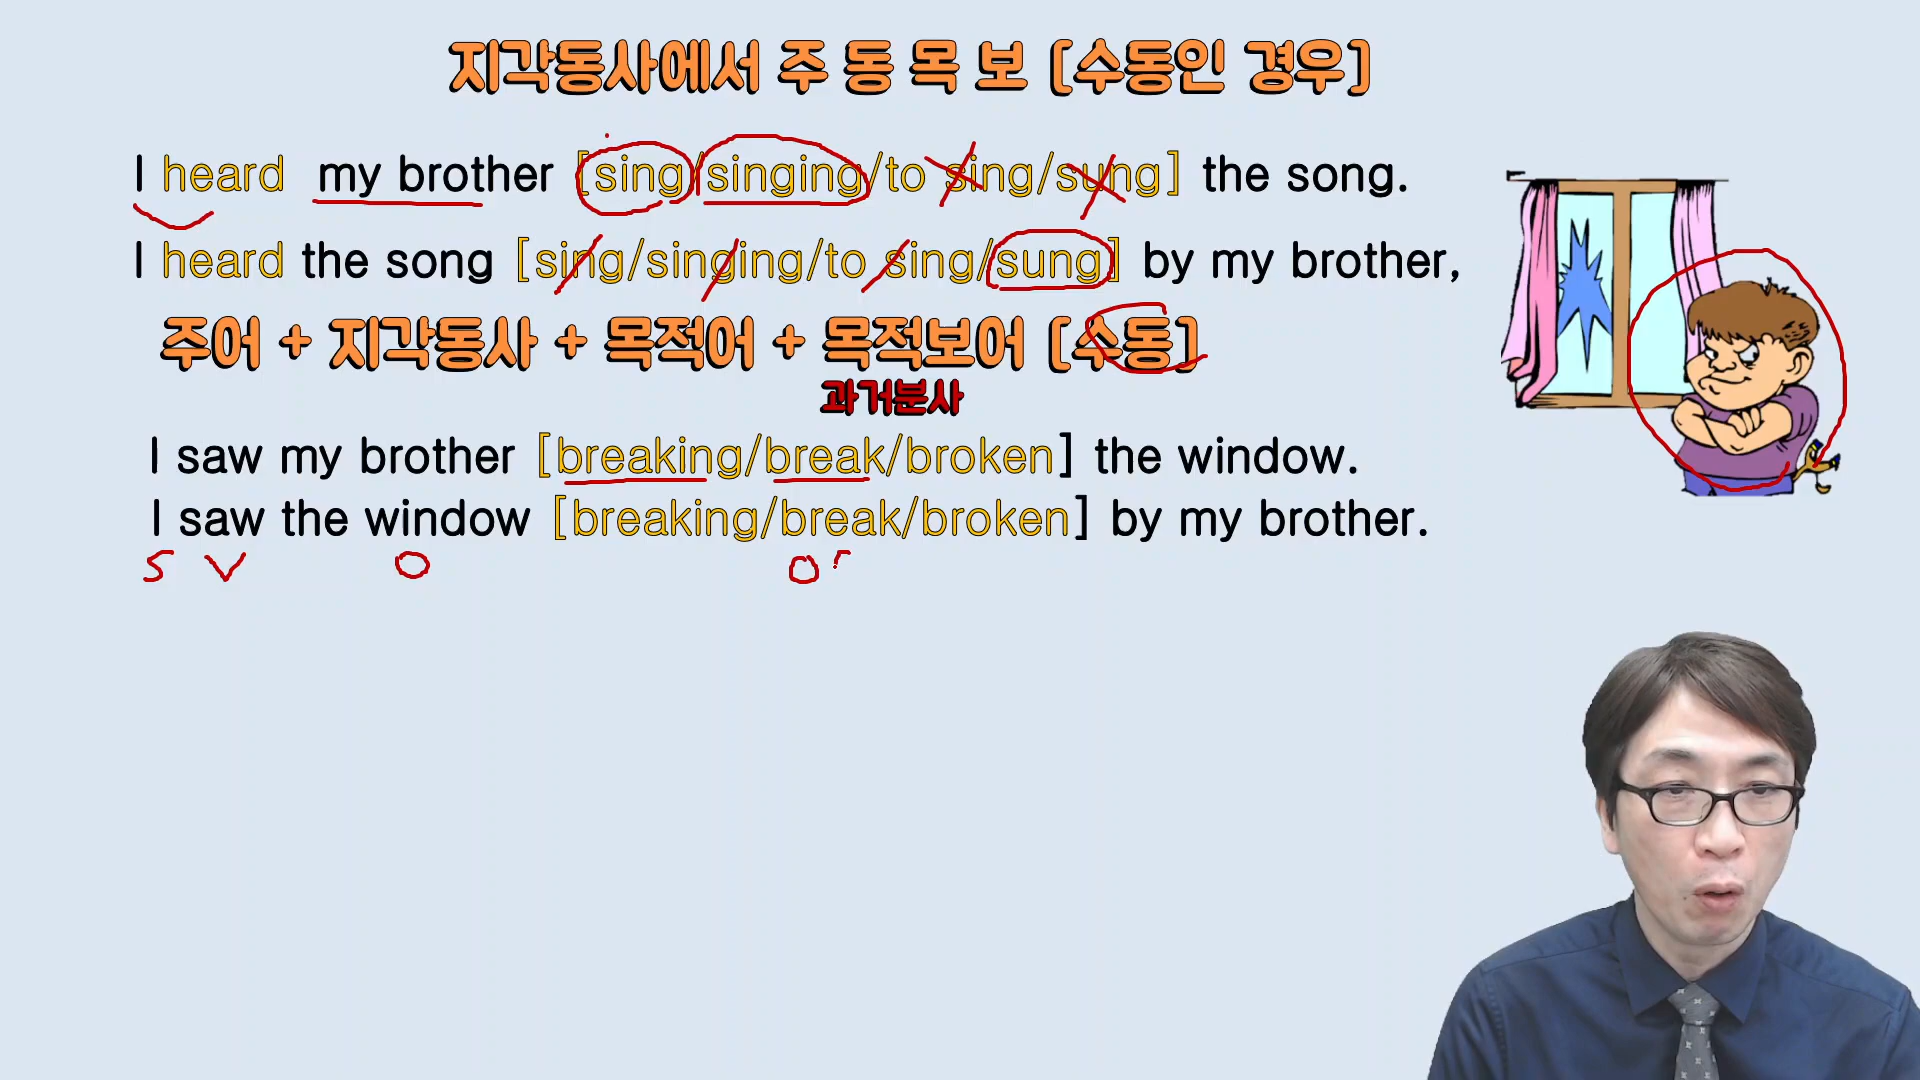 지각동사에서 주 동 목 보 [수동인 경우]
I heard my brother [sing/singing/to sing/sung] the song.
I heard the song [sing/singing/to sing/sung] by my brother,
주어 + 지각동사 + 목적어 + 목적보어 [수동]
과거분사
I saw my brother [breaking/break/broken] the window.
I saw the window [breaking/break/broken] by my brother.
S V O O